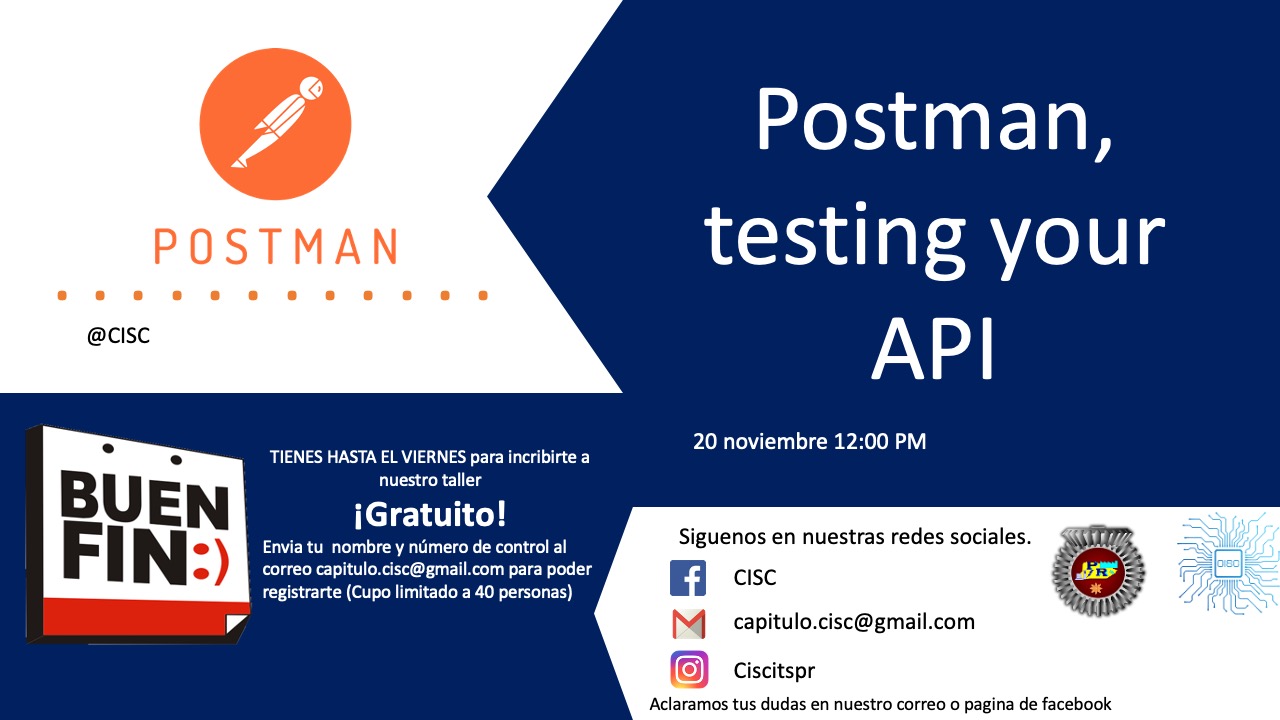 POSTMAN
@CISC
Postman,
testing your
API
20 noviembre 12:00 PM
BUEN
FIN:)
TIENES HASTA EL VIERNES para incribirte a
nuestro taller
¡Gratuito!
Envia tu nombre y número de control al
correo capitulo.cisc@gmail.com para poder
registrarte (Cupo limitado a 40 personas)
Siguenos en nuestras redes sociales.
CISC
capitulo.cisc@gmail.com
Ciscitspr
Aclaramos tus dudas en nuestro correo o pagina de facebook
CISC